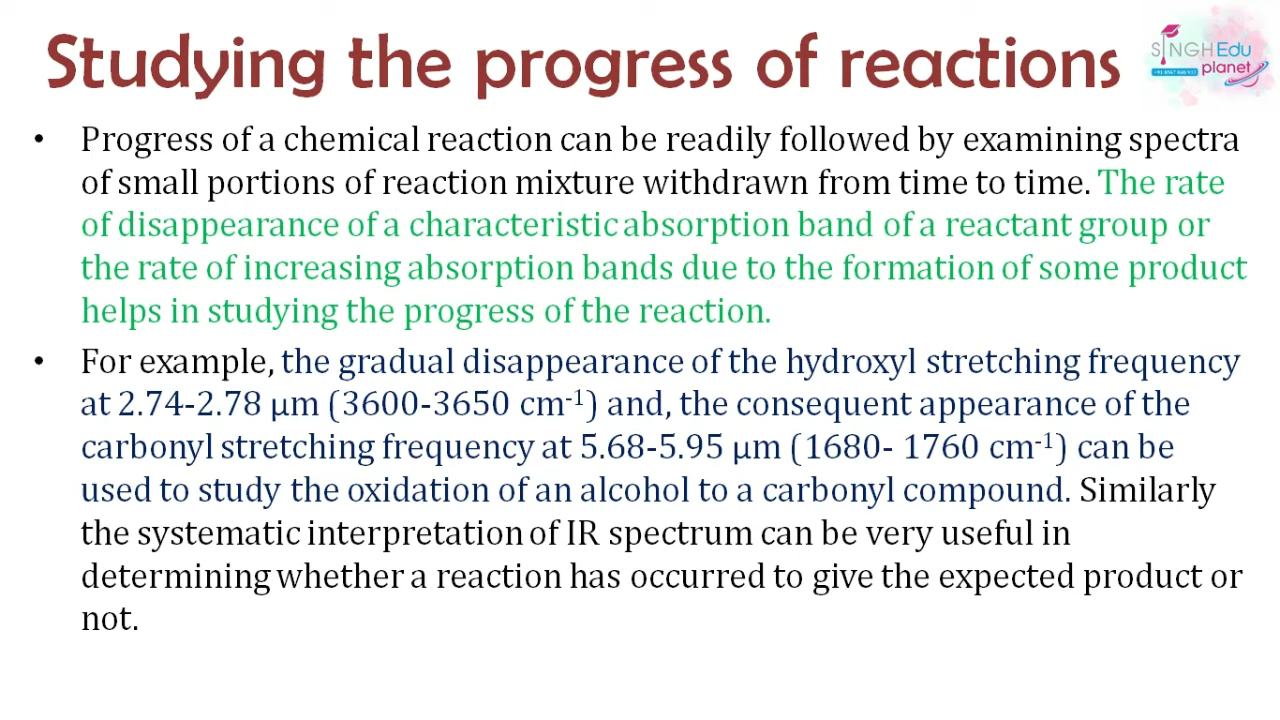 Studying the progress of reactions
SINGH Edu
planet
• Progress of a chemical reaction can be readily followed by examining spectra
of small portions of reaction mixture withdrawn from time to time. The rate
of disappearance of a characteristic absorption band of a reactant group or
the rate of increasing absorption bands due to the formation of some product
helps in studying the progress of the reaction.
• For example, the gradual disappearance of the hydroxyl stretching frequency
at 2.74-2.78 µm (3600-3650 cm⁻¹) and, the consequent appearance of the
carbonyl stretching frequency at 5.68-5.95 µm (1680- 1760 cm⁻¹) can be
used to study the oxidation of an alcohol to a carbonyl compound. Similarly
the systematic interpretation of IR spectrum can be very useful in
determining whether a reaction has occurred to give the expected product or
not.